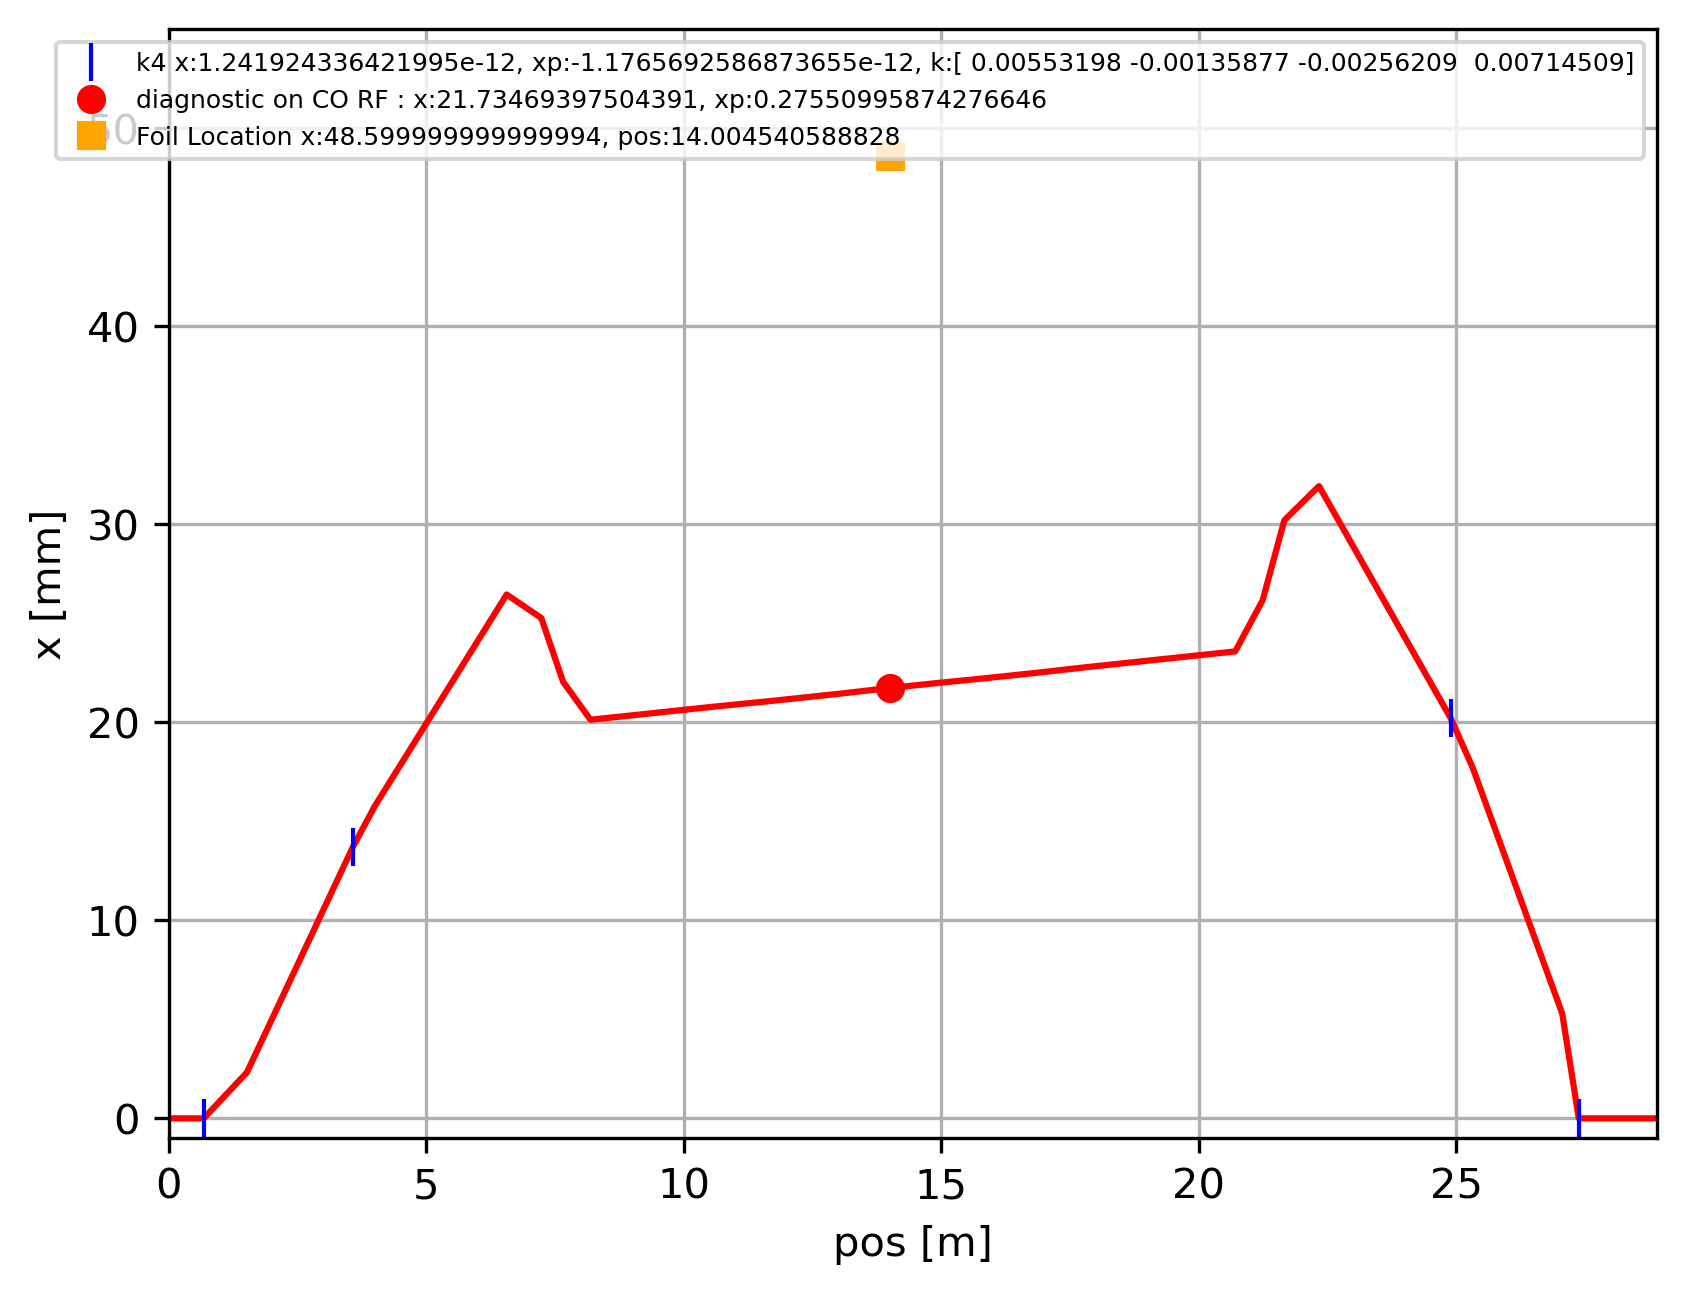 k4 x:1.241924336421995e-12, xp:-1.1765692586873655e-12, k:[ 0.00553198 -0.00135877 -0.00256209  0.00714509]
diagnostic on CO RF : x:21.73469397504391, xp:0.27550995874276646
Foil Location x:48.599999999999994, pos:14.004540588828
50
40
30
20
10
0
x [mm]
0 5 10 15 20 25
pos [m]